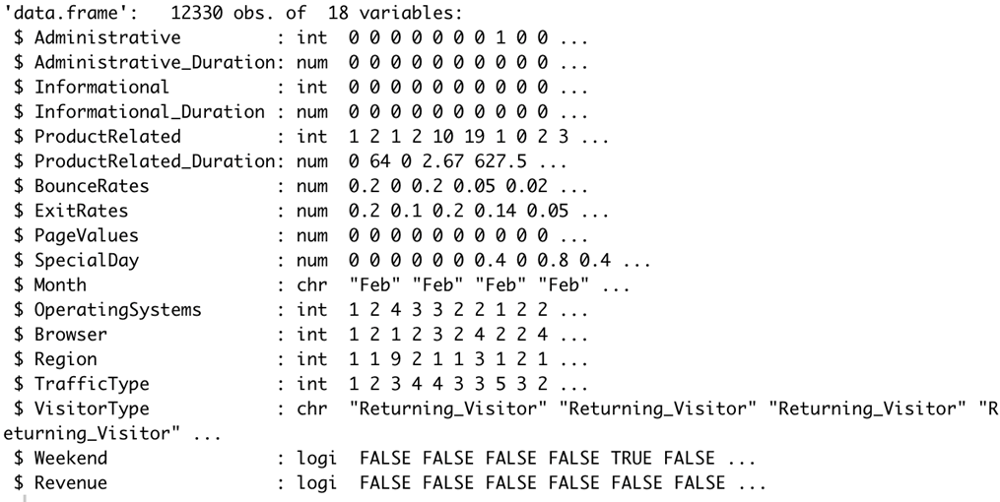 'data.frame':   12330 obs. of  18 variables:
 $ Administrative         : int  0 0 0 0 0 0 0 1 0 0 ...
 $ Administrative_Duration: num  0 0 0 0 0 0 0 0 0 0 ...
 $ Informational          : int  0 0 0 0 0 0 0 0 0 0 ...
 $ Informational_Duration : num  0 0 0 0 0 0 0 0 0 0 ...
 $ ProductRelated         : int  1 2 1 2 10 19 1 0 2 3 ...
 $ ProductRelated_Duration: num  0 64 0 2.67 627.5 ...
 $ BounceRates            : num  0.2 0 0.2 0.05 0.02 ...
 $ ExitRates              : num  0.2 0.1 0.2 0.14 0.05 ...
 $ PageValues             : num  0 0 0 0 0 0 0 0 0 0 ...
 $ SpecialDay             : num  0 0 0 0 0 0 0.4 0 0.8 0.4 ...
 $ Month                  : chr  "Feb" "Feb" "Feb" "Feb" ...
 $ OperatingSystems       : int  1 2 4 3 3 2 2 1 2 2 ...
 $ Browser                : int  1 2 1 2 3 2 4 2 2 4 ...
 $ Region                 : int  1 1 9 2 1 1 3 1 2 1 ...
 $ TrafficType            : int  1 2 3 4 4 3 3 5 3 2 ...
 $ VisitorType            : chr  "Returning_Visitor" "Returning_Visitor" "Returning_Visitor" "R
eturning_Visitor" ...
 $ Weekend                : logi  FALSE FALSE FALSE FALSE TRUE FALSE ...
 $ Revenue                : logi  FALSE FALSE FALSE FALSE FALSE FALSE ...